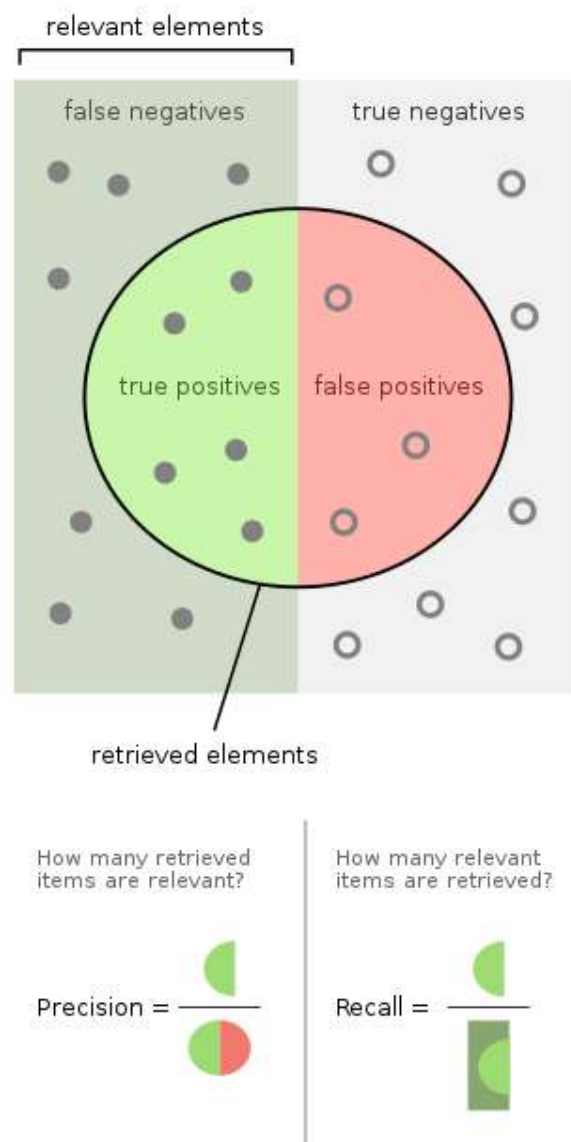 relevant elements
false negatives
true negatives
true positives
false positives
retrieved elements
How many retrieved
items are relevant?
Precision =
How many relevant
items are retrieved?
Recall =